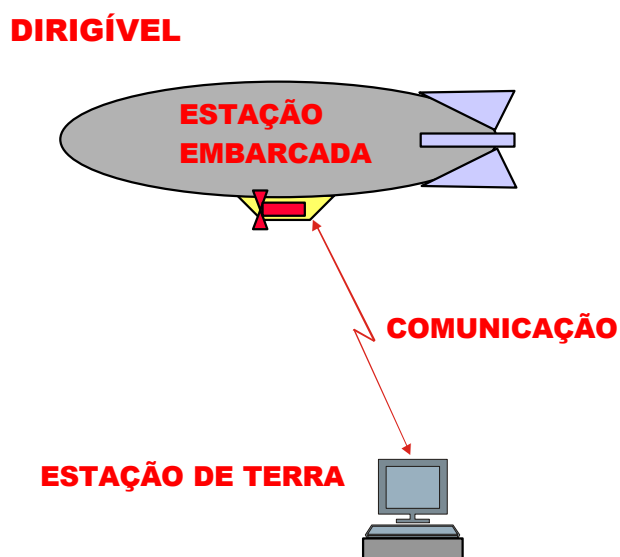 DIRIGÍVEL
ESTAÇÃO
EMBARCADA
COMUNICAÇÃO
ESTAÇÃO DE TERRA